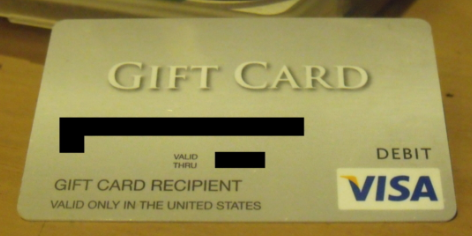 GIFT CARD
VALID
THRU
DEBIT
GIFT CARD RECIPIENT
VISA
VALID ONLY IN THE UNITED STATES